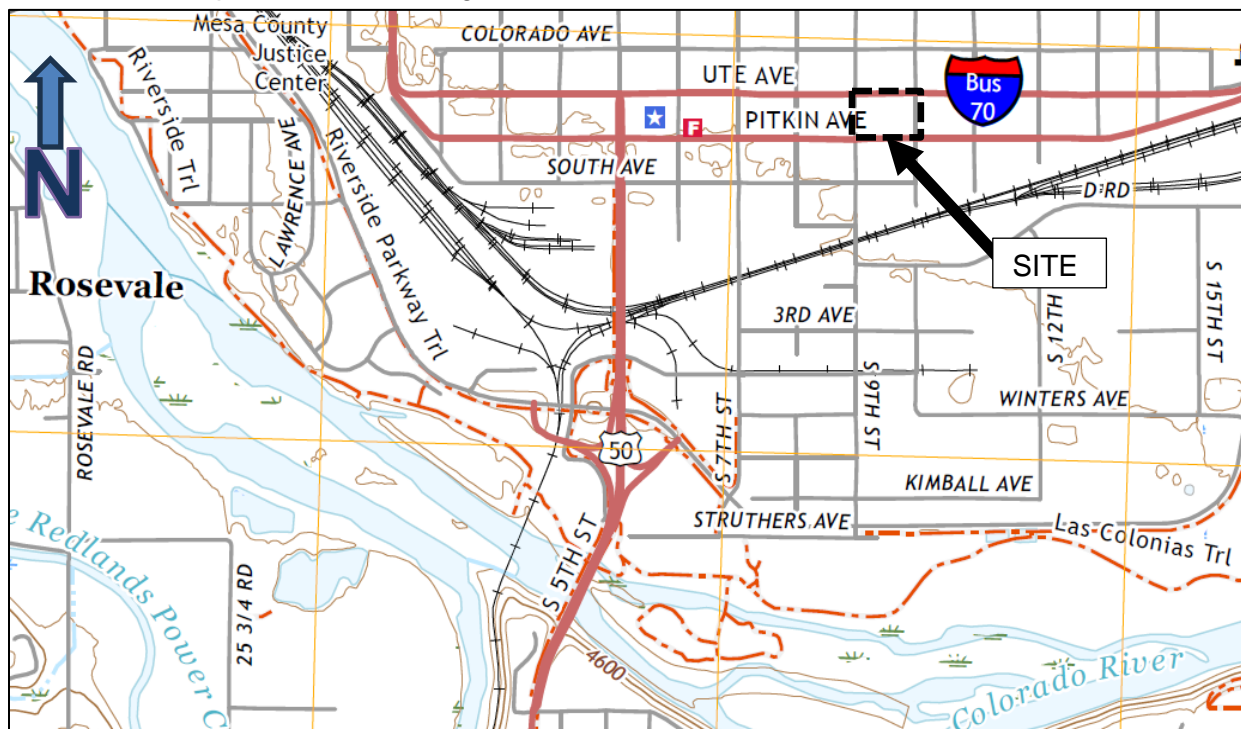 Mesa County
Justice
Center
COLORADO AVE
UTE AVE
Bus
70
PITKIN AVE
F
SOUTH AVE
Riverside Trl
LAWRENCE AVE
Riverside Parkway Trl
N
D RD
SITE
Rosevale
ROSEVALE RD
3RD AVE
S 12TH
S 15TH ST
S 9TH ST
WINTERS AVE
S 7TH ST
50
KIMBALL AVE
STRUTHERS AVE
Las Colonias Trl
S 5TH ST
25 3/4 RD
e Redlands Power C
4600
Colorado River